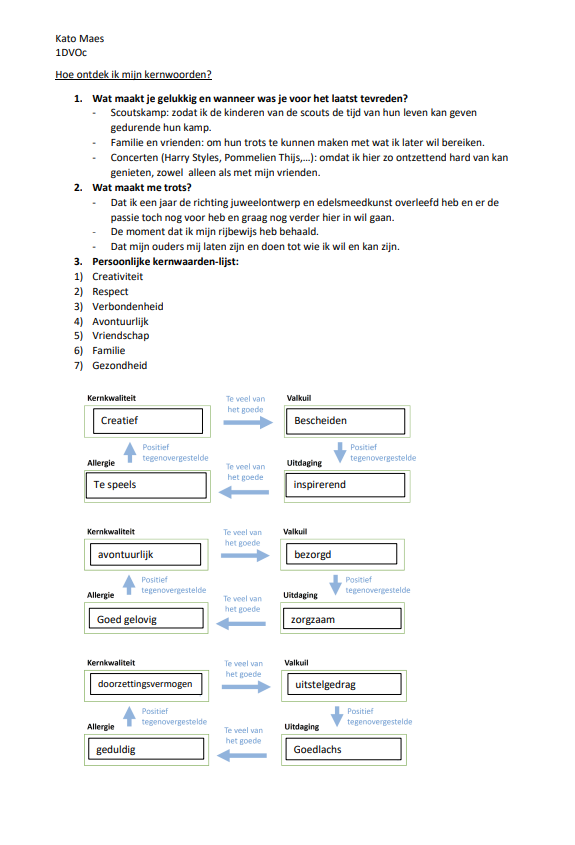 Kato Maes
1DVOc
Hoe ontdek ik mijn kernwoorden?
1. Wat maakt je gelukkig en wanneer was je voor het laatst tevreden?
- Scoutskamp: zodat ik de kinderen van de scouts de tijd van hun leven kan geven
gedurende hun kamp.
- Familie en vrienden: om hun trots te kunnen maken met wat ik later wil bereiken.
- Concerten (Harry Styles, Pommelien Thijs,...): omdat ik hier zo ontzettend hard van kan
genieten, zowel alleen als met mijn vrienden.
2. Wat maakt me trots?
- Dat ik een jaar de richting juweelontwerp en edelsmeedkunst overleefd heb en er de
passie toch nog voor heb en graag nog verder hier in wil gaan.
- De moment dat ik mijn rijbewijs heb behaald.
- Dat mijn ouders mij laten zijn en doen tot wie ik wil en kan zijn.
3. Persoonlijke kernwaarden-lijst:
1) Creativiteit
2) Respect
3) Verbondenheid
4) Avontuurlijk
5) Vriendschap
6) Familie
7) Gezondheid
Kernkwaliteit
Te veel van
het goede
Valkuil
Creatief
Bescheiden
Positief
tegenovergestelde
Positief
tegenovergestelde
Allergie
Te veel van
het goede
Uitdaging
Te speels
inspirerend
Kernkwaliteit
Te veel van
het goede
Valkuil
avontuurlijk
bezorgd
Positief
tegenovergestelde
Positief
tegenovergestelde
Allergie
Te veel van
het goede
Uitdaging
Goed gelovig
zorgzaam
Kernkwaliteit
Te veel van
het goede
Valkuil
doorzettingsvermogen
uitstelgedrag
Positief
tegenovergestelde
Positief
tegenovergestelde
Allergie
Te veel van
het goede
Uitdaging
geduldig
Goedlachs